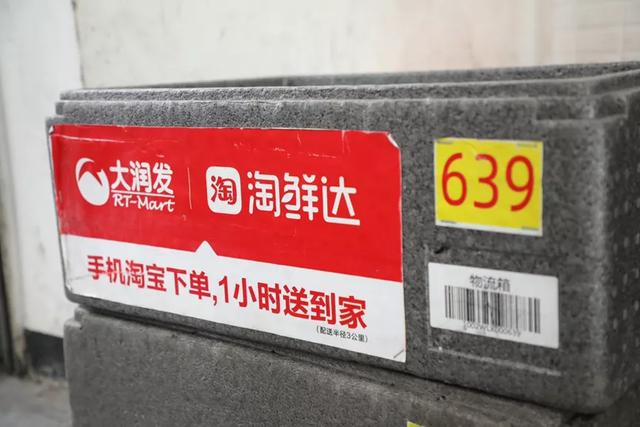 大润发
RT-Mart
淘
淘鲜达
手机淘宝下单,1小时送到家
(配送半径3公里)
639
物流箱